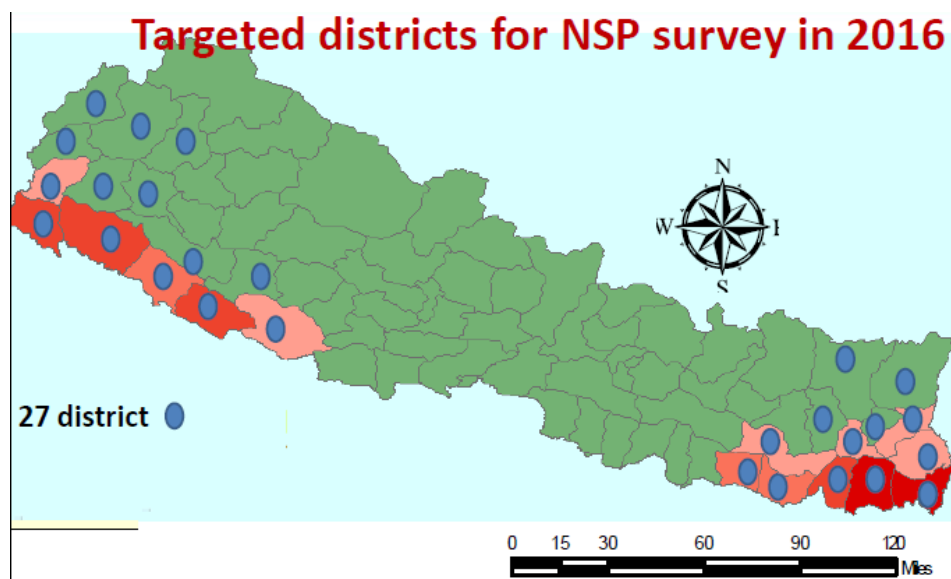 Targeted districts for NSP survey in 2016
N
W
S
27 district
0 15 30 60 90 120
Miles